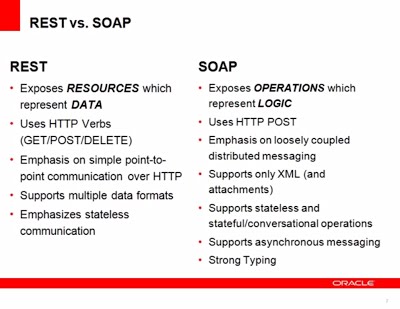 REST vs. SOAP
REST
• Exposes RESOURCES which
represent DATA
• Uses HTTP Verbs
(GET/POST/DELETE)
• Emphasis on simple point-to-
point communication over HTTP
• Supports multiple data formats
• Emphasizes stateless
communication
SOAP
• Exposes OPERATIONS which
represent LOGIC
• Uses HTTP POST
• Emphasis on loosely coupled
distributed messaging
• Supports only XML (and
attachments)
• Supports stateless and
stateful/conversational operations
• Supports asynchronous messaging
• Strong Typing
ORACLE